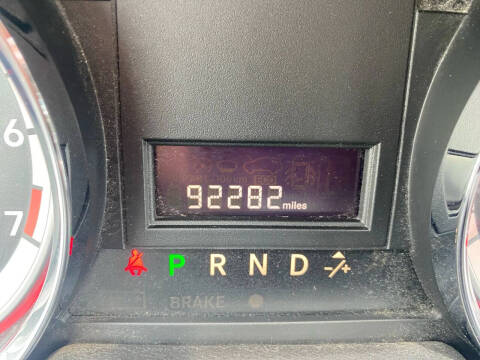 6
92282 miles
7
P R N D -/+
BRAKE